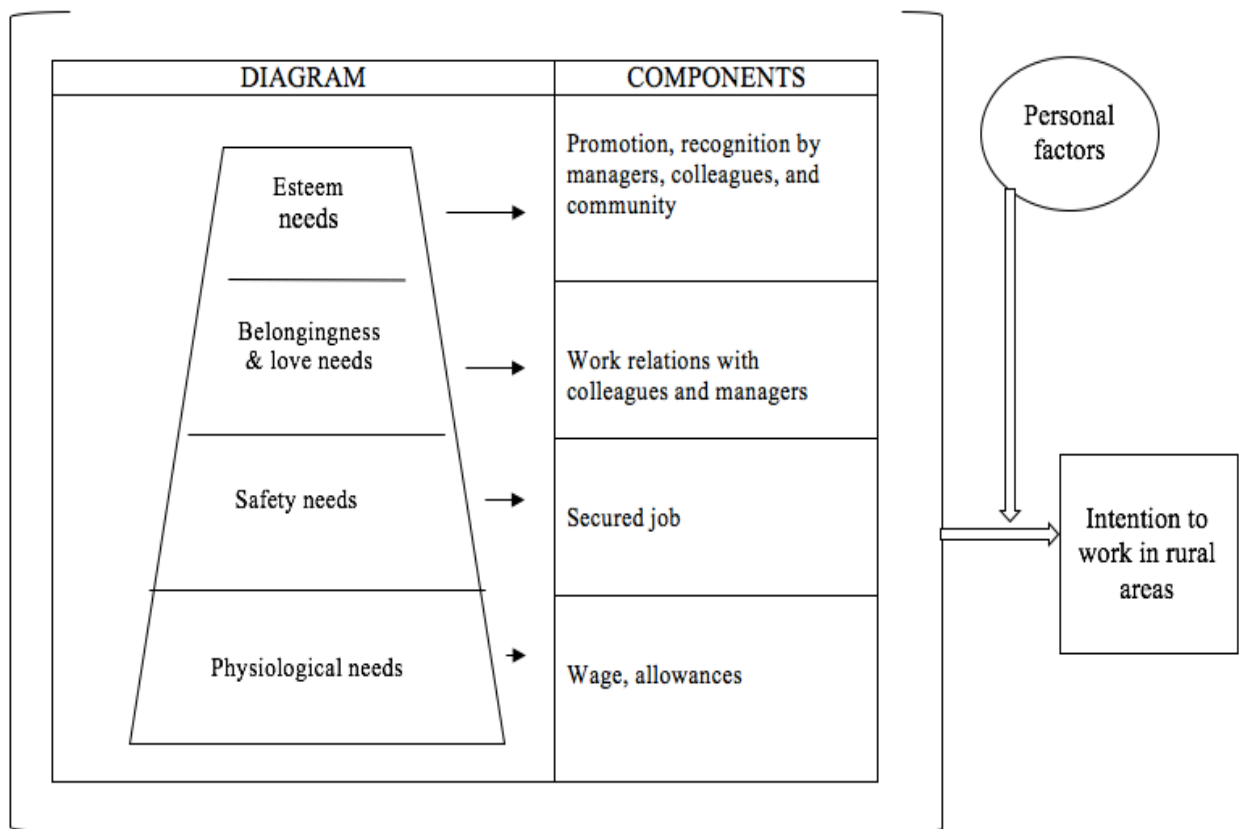 DIAGRAM
COMPONENTS
Esteem
needs
Promotion, recognition by
managers, colleagues, and
community
Belongingness
& love needs
Work relations with
colleagues and managers
Safety needs
Secured job
Physiological needs
Wage, allowances
Personal
factors
Intention to
work in rural
areas